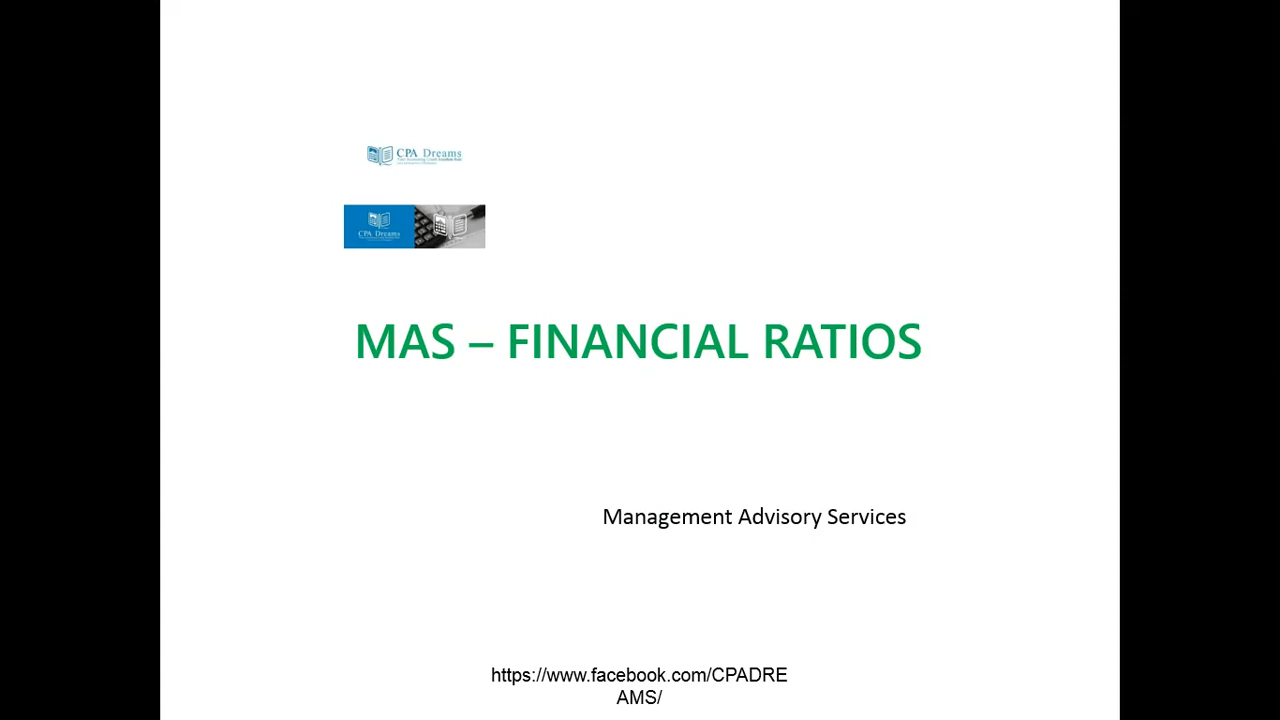 CPA Dreams
CPA Dreams
MAS – FINANCIAL RATIOS
Management Advisory Services
https://www.facebook.com/CPADRE
AMS/